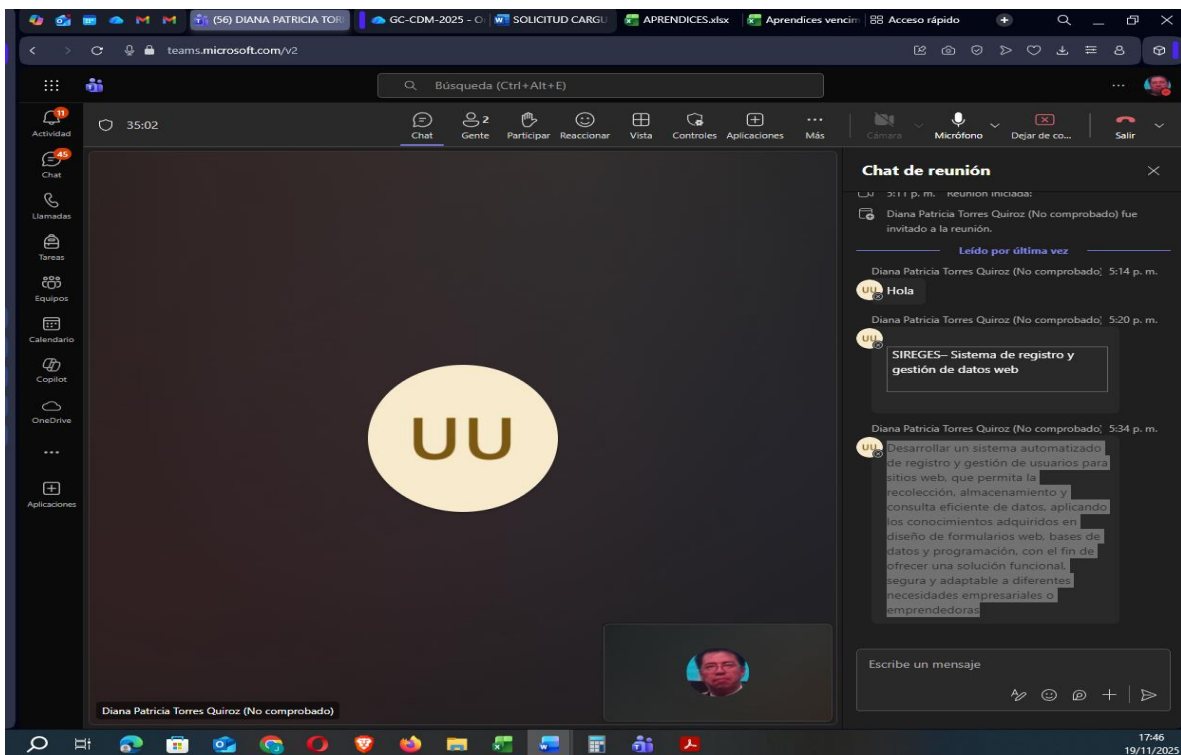 (56) DIANA PATRICIA TOR
GC-CDM-2025 - O
SOLICITUD CARGU
APRENDICES.xlsx
Aprendices vencim
Acceso rápido
teams.microsoft.com/v2
Búsqueda (Ctrl+Alt+E)
11
Actividad
35:02
Chat
2
Gente
Participar
Reaccionar
Vista
Controles
Aplicaciones
Más
Cámara
Micrófono
Dejar de co...
Salir
45
Chat
Llamadas
Tareas
Equipos
Calendario
Copilot
OneDrive
Aplicaciones
UU
Diana Patricia Torres Quiroz (No comprobado)
Chat de reunión
5:11 p. m. Reunión iniciada:
Diana Patricia Torres Quiroz (No comprobado) fue
invitado a la reunión.
Leído por última vez
Diana Patricia Torres Quiroz (No comprobado) 5:14 p. m.
UU
Hola
Diana Patricia Torres Quiroz (No comprobado) 5:20 p. m.
UU
SIREGES– Sistema de registro y
gestión de datos web
Diana Patricia Torres Quiroz (No comprobado) 5:34 p. m.
UU
Desarrollar un sistema automatizado
de registro y gestión de usuarios para
sitios web, que permita la
recolección, almacenamiento y
consulta eficiente de datos, aplicando
los conocimientos adquiridos en
diseño de formularios web, bases de
datos y programación, con el fin de
ofrecer una solución funcional,
segura y adaptable a diferentes
necesidades empresariales o
emprendedoras
Escribe un mensaje
17:46
19/11/2025